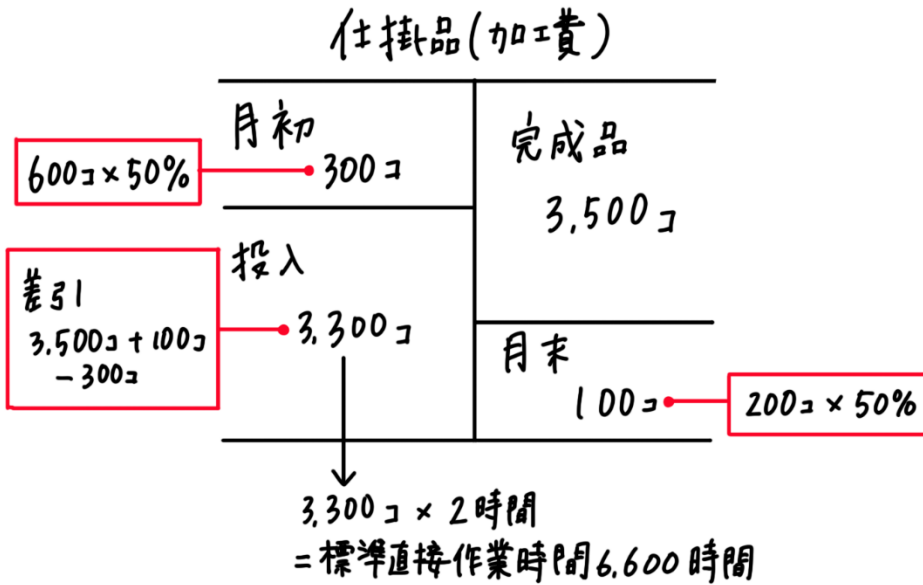 仕掛品(加工費)
月初
600コ×50%
300コ
完成品
3,500コ
投入
差引
3.500コ+100コ
-300コ
3,300コ
月末
100コ
200コ×50%
3,300コ×2時間
=標準直接作業時間6,600時間